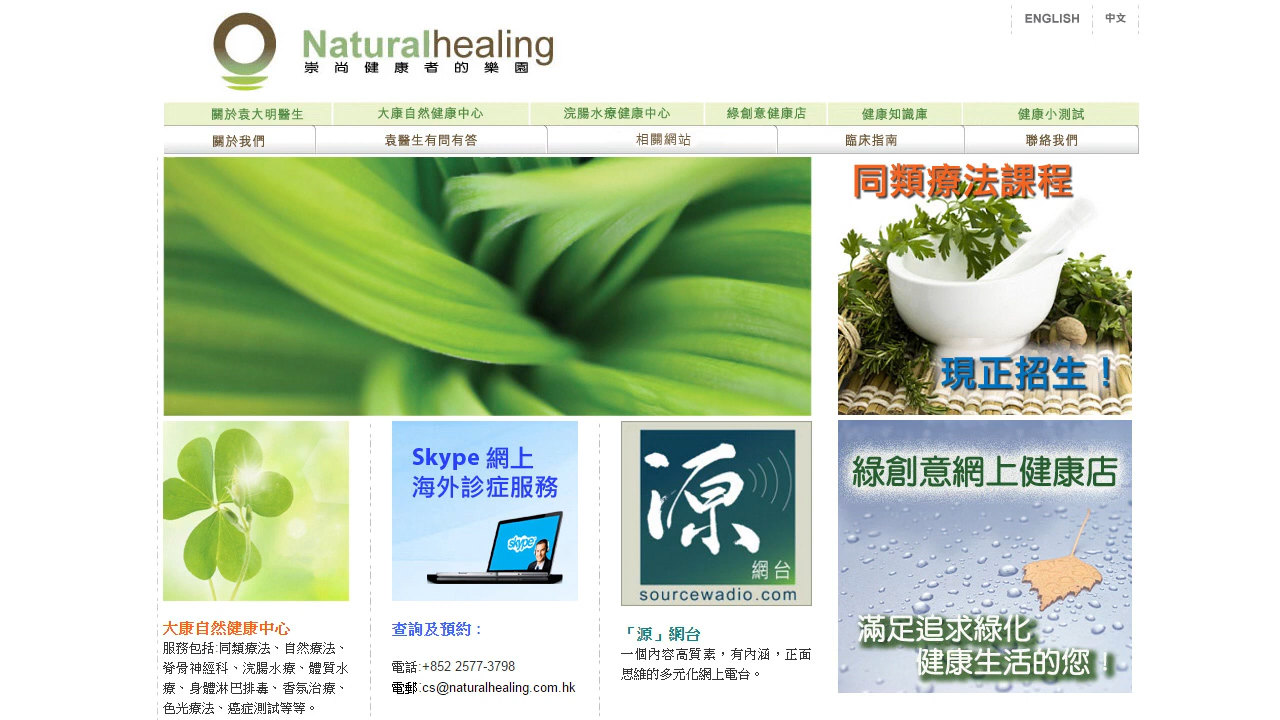 ENGLISH
中文
Naturalhealing
崇尚健康者的樂園
關於袁大明醫生
大康自然健康中心
浣腸水療健康中心
綠創意健康店
健康知識庫
健康小測試
關於我們
袁醫生有問有答
相關網站
臨床指南
聯絡我們
同類療法課程
現正招生！
Skype 網上
海外診症服務
skype
源
網台
sourcewadio.com
綠創意網上健康店
滿足追求綠化
健康生活的您！
大康自然健康中心
服務包括:同類療法、自然療法、
脊骨神經科、浣腸水療、體質水
療、身體淋巴排毒、香氛治療、
色光療法、癌症測試等等。
查詢及預約：
電話:+852 2577-3798
電郵:cs@naturalhealing.com.hk
「源」網台
一個內容高質素，有內涵，正面
思維的多元化網上電台。